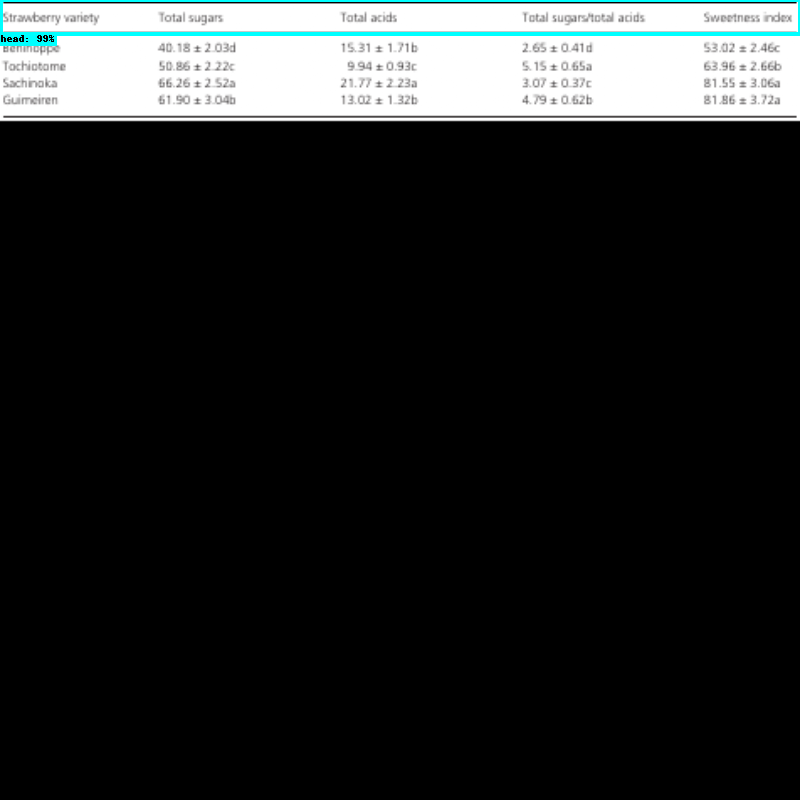 Strawberry variety Total sugars Total acids Total sugars/total acids Sweetness index
head: 99%
Benihoppe 40.18 ± 2.03d 15.31 ± 1.71b 2.65 ± 0.41d 53.02 ± 2.46c
Tochiotome 50.86 ± 2.22c 9.94 ± 0.93c 5.15 ± 0.65a 63.96 ± 2.66b
Sachinoka 66.26 ± 2.52a 21.77 ± 2.23a 3.07 ± 0.37c 81.55 ± 3.06a
Guimeiren 61.90 ± 3.04b 13.02 ± 1.32b 4.79 ± 0.62b 81.86 ± 3.72a